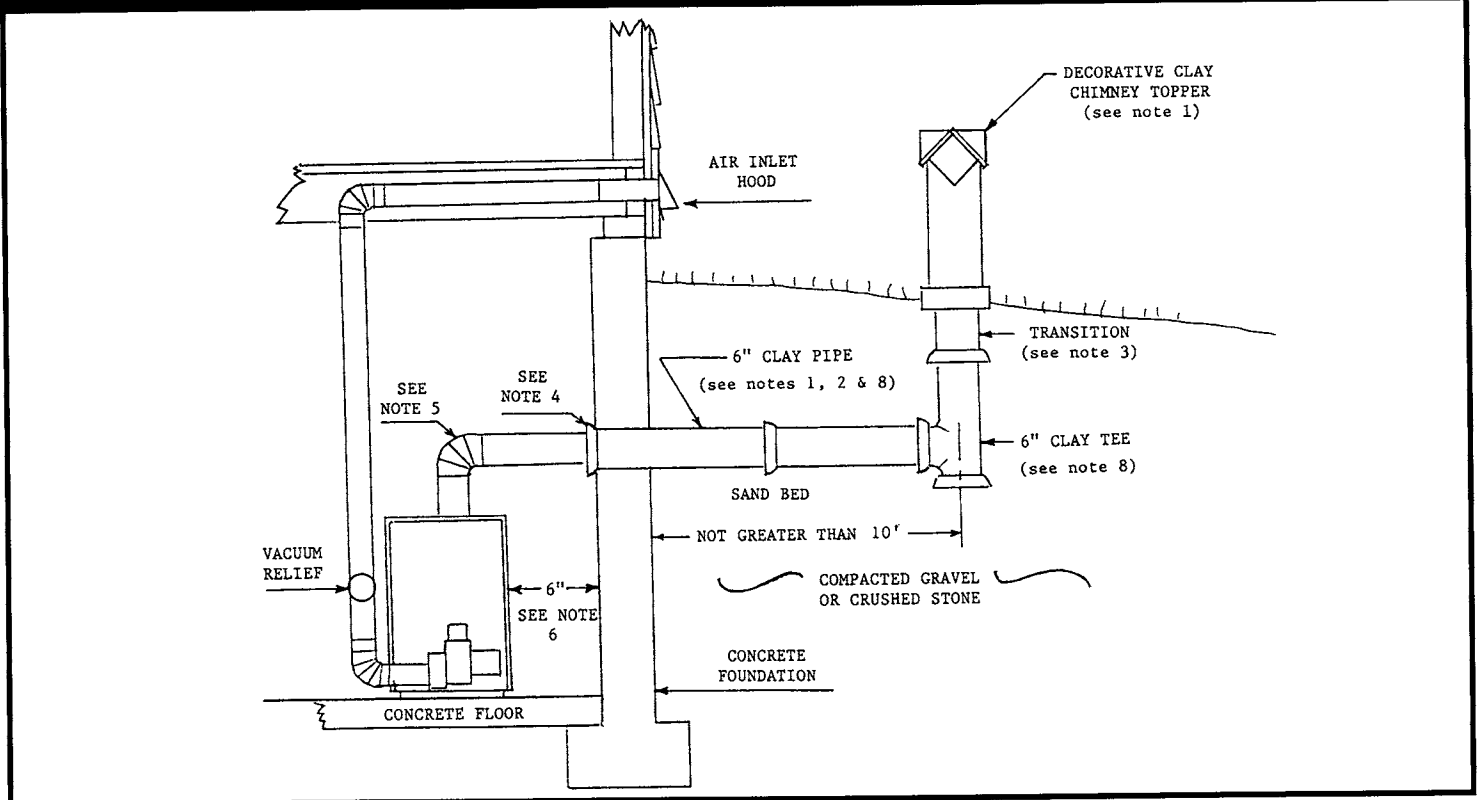 DECORATIVE CLAY
CHIMNEY TOPPER
(see note 1)
AIR INLET
HOOD
TRANSITION
(see note 3)
6" CLAY PIPE
(see notes 1, 2 & 8)
SEE
NOTE 4
SEE
NOTE 5
6" CLAY TEE
(see note 8)
SAND BED
NOT GREATER THAN 10'
VACUUM
RELIEF
6"
SEE NOTE
6
COMPACTED GRAVEL
OR CRUSHED STONE
CONCRETE
FOUNDATION
CONCRETE FLOOR